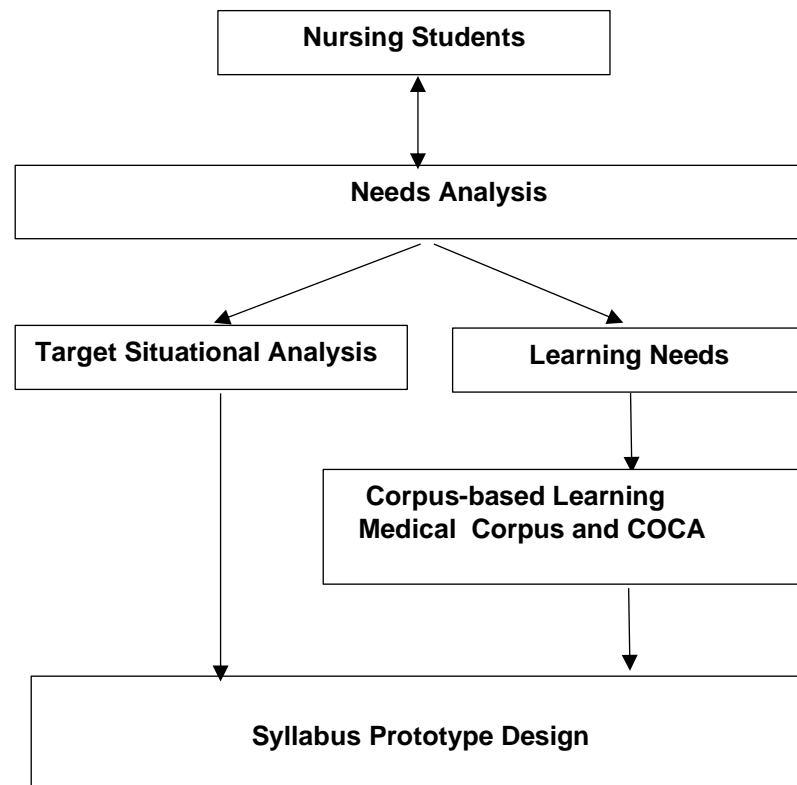 Nursing Students
Needs Analysis
Target Situational Analysis
Learning Needs
Corpus-based Learning
Medical Corpus and COCA
Syllabus Prototype Design